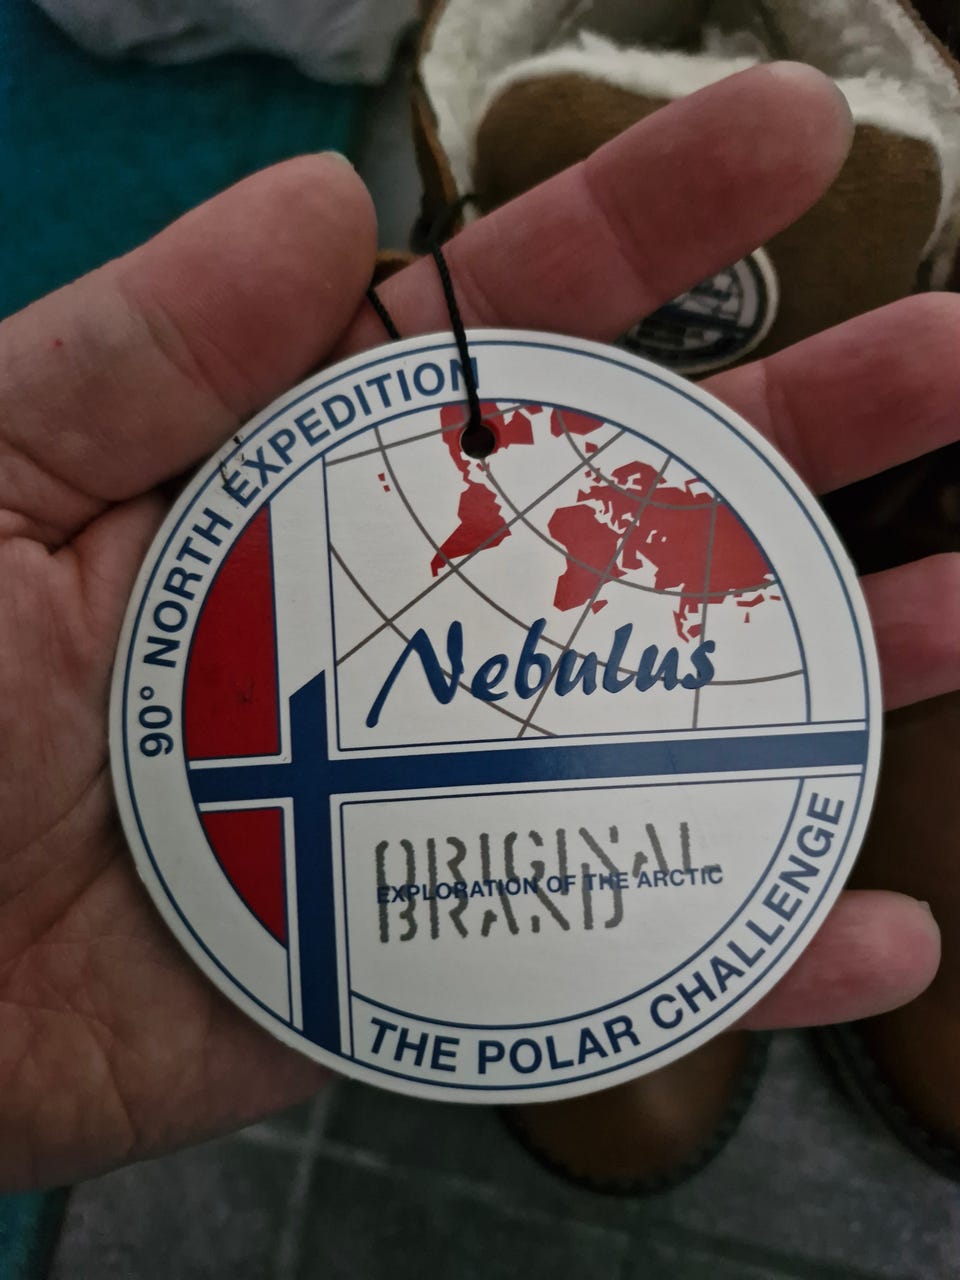 90° NORTH EXPEDITION
Nebulus
ORIGINAL
EXPLORATION OF THE ARCTIC
BRAND
THE POLAR CHALLENGE